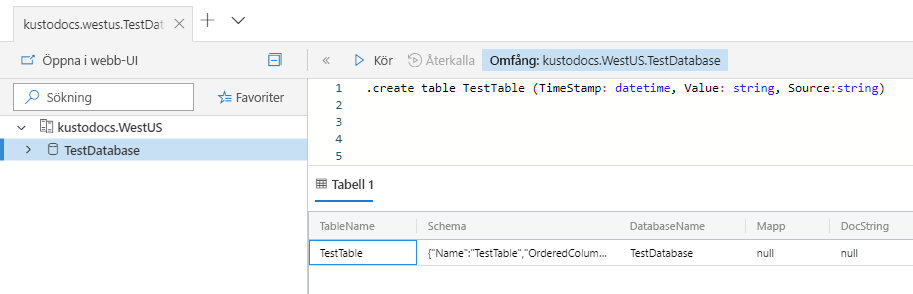 kustodocs.westus.TestDat
Öppna i webb-UI
Kör Återkalla Omfång: kustodocs.WestUS.TestDatabase
Sökning Favoriter
kustodocs.WestUS
TestDatabase
1 .create table TestTable (TimeStamp: datetime, Value: string, Source:string)
2
3
4
5
Tabell 1
TableName Schema DatabaseName Mapp DocString
TestTable {"Name":"TestTable","OrderedColum... TestDatabase null null